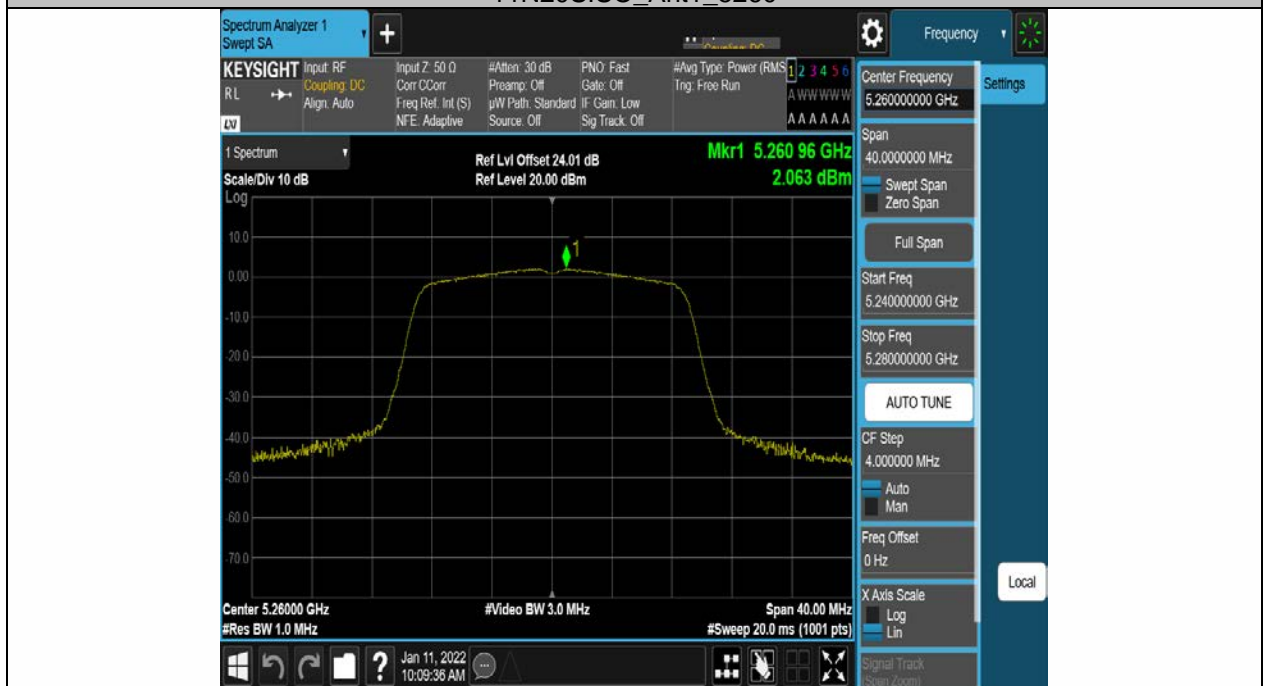 Spectrum Analyzer 1
Swept SA
+
Frequency
KEYSIGHT
RL
LXI
Input: RF
Coupling: DC
Align: Auto
Input Z: 50 Ω
Corr CCorr
Freq Ref: Int (S)
NFE: Adaptive
#Atten: 30 dB
Preamp: Off
µW Path: Standard
Source: Off
PNO: Fast
Gate: Off
IF Gain: Low
Sig Track: Off
#Avg Type: Power (RMS
Trig: Free Run
1 2 3 4 5 6
A W W W W W
A A A A A A
Center Frequency
5.260000000 GHz
Settings
1 Spectrum
Scale/Div 10 dB
Ref Lvl Offset 24.01 dB
Ref Level 20.00 dBm
Mkr1 5.260 96 GHz
2.063 dBm
Log
10.0
0.00
-10.0
-20.0
-30.0
-40.0
-50.0
-60.0
-70.0
1
Span
40.0000000 MHz
Swept Span
Zero Span
Full Span
Start Freq
5.240000000 GHz
Stop Freq
5.280000000 GHz
AUTO TUNE
CF Step
4.000000 MHz
Auto
Man
Freq Offset
0 Hz
X Axis Scale
Log
Lin
Signal Track
(Span Zoom)
Local
Center 5.26000 GHz
#Res BW 1.0 MHz
#Video BW 3.0 MHz
Span 40.00 MHz
#Sweep 20.0 ms (1001 pts)
?
Jan 11, 2022
10:09:36 AM